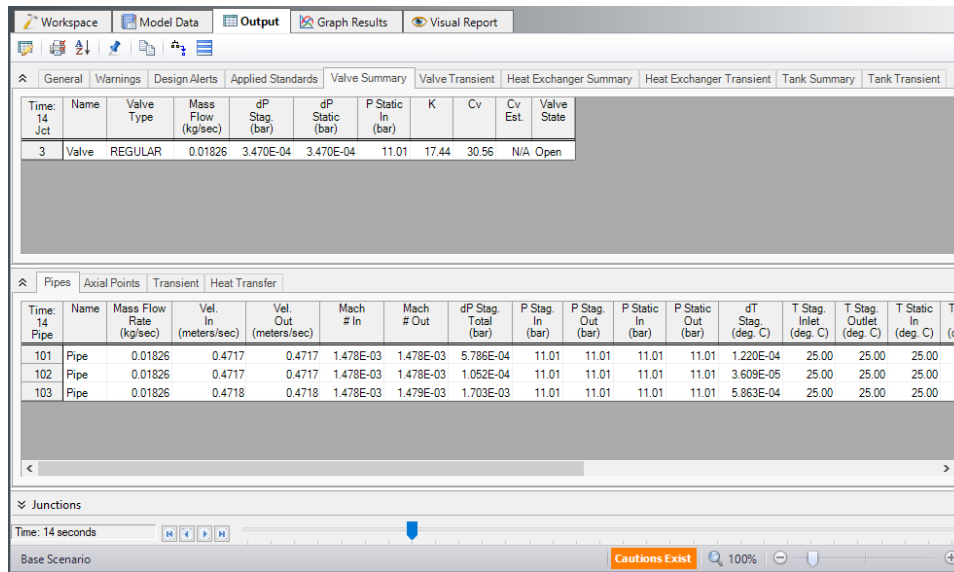 Workspace Model Data Output Graph Results Visual Report
General Warnings Design Alerts Applied Standards Valve Summary Valve Transient Heat Exchanger Summary Heat Exchanger Transient Tank Summary Tank Transient
Time: Name Valve Mass dP dP P Static K Cv Cv Valve
14 Type Flow Stag. Static In Est. State
Jct (kg/sec) (bar) (bar) (bar)
3 Valve REGULAR 0.01826 3.470E-04 3.470E-04 11.01 17.44 30.56 N/A Open
Pipes Axial Points Transient Heat Transfer
Time: Name Mass Flow Vel. Vel. Mach Mach dP Stag. P Stag. P Stag. P Static P Static dT T Stag. T Stag. T Static T
14 Rate In Out # In # Out Total In Out In Out Stag. Inlet Outlet In
Pipe (kg/sec) (meters/sec) (meters/sec) (bar) (bar) (bar) (bar) (bar) (deg. C) (deg. C) (deg. C) (deg. C) (
101 Pipe 0.01826 0.4717 0.4717 1.478E-03 1.478E-03 5.786E-04 11.01 11.01 11.01 11.01 1.220E-04 25.00 25.00 25.00
102 Pipe 0.01826 0.4717 0.4717 1.478E-03 1.478E-03 1.052E-04 11.01 11.01 11.01 11.01 3.609E-05 25.00 25.00 25.00
103 Pipe 0.01826 0.4718 0.4718 1.478E-03 1.479E-03 1.703E-03 11.01 11.01 11.01 11.01 5.863E-04 25.00 25.00 25.00
Junctions
Time: 14 seconds
Base Scenario Cautions Exist 100%